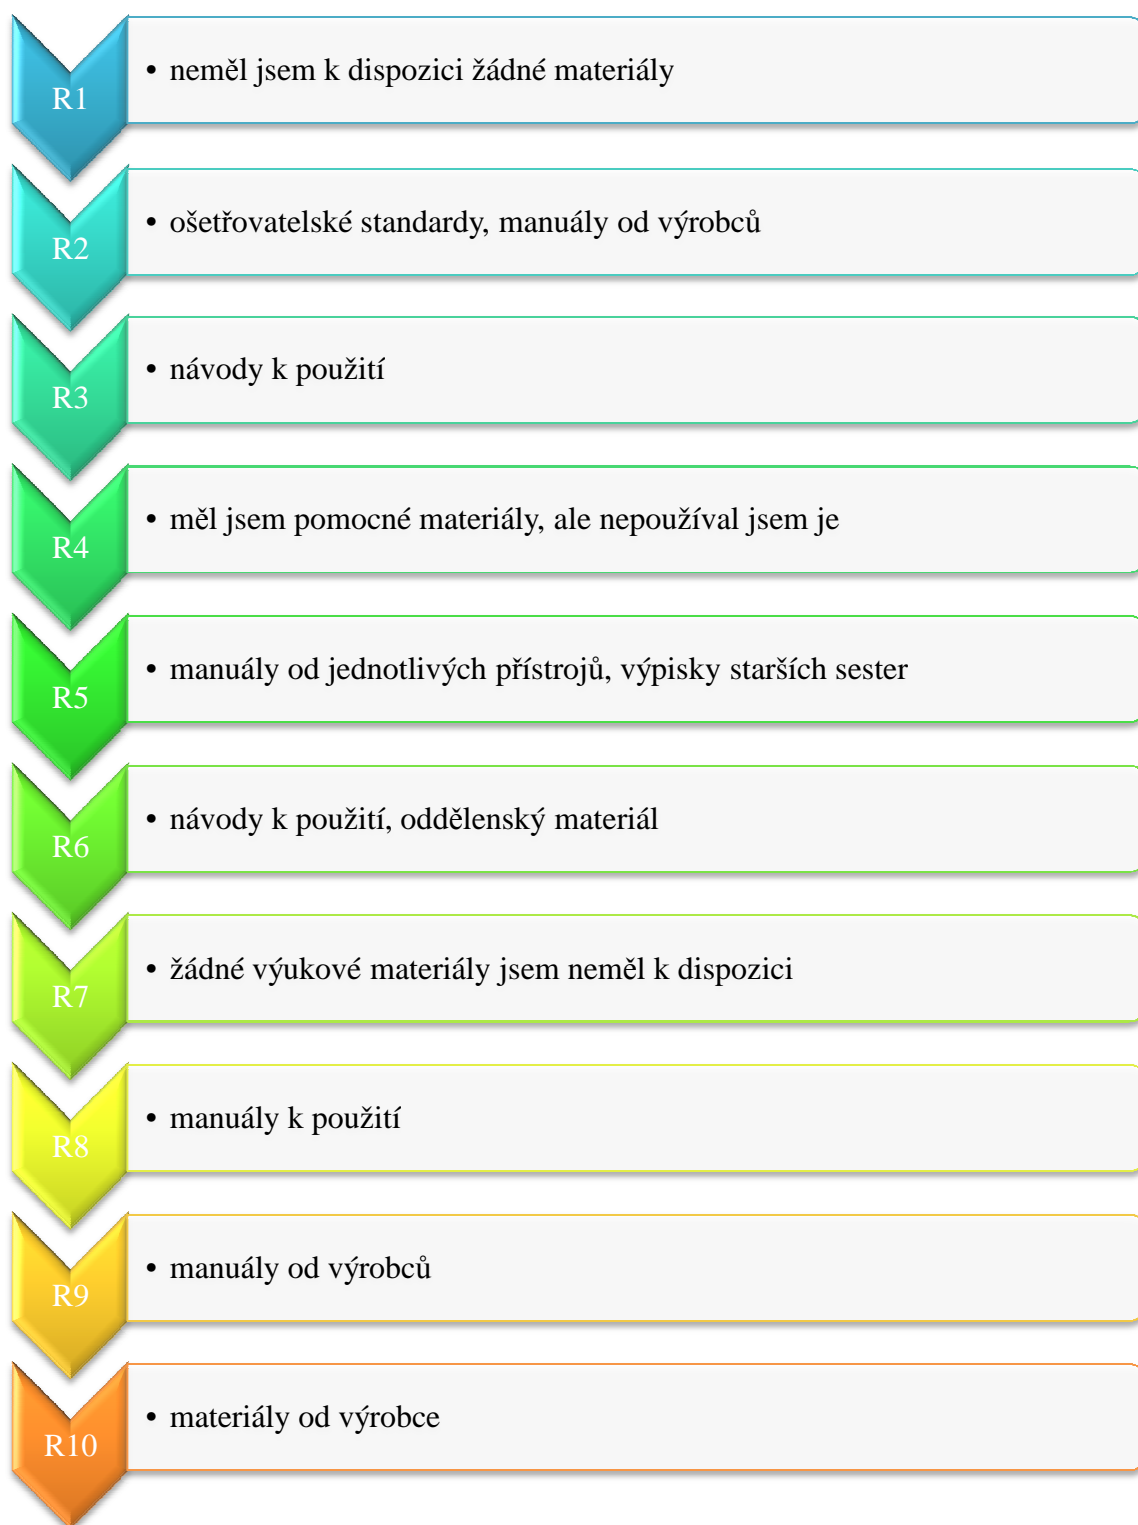 R1
• neměl jsem k dispozici žádné materiály
R2
• ošetřovatelské standardy, manuály od výrobců
R3
• návody k použití
R4
• měl jsem pomocné materiály, ale nepoužíval jsem je
R5
• manuály od jednotlivých přístrojů, výpisky starších sester
R6
• návody k použití, oddělenský materiál
R7
• žádné výukové materiály jsem neměl k dispozici
R8
• manuály k použití
R9
• manuály od výrobců
R10
• materiály od výrobce